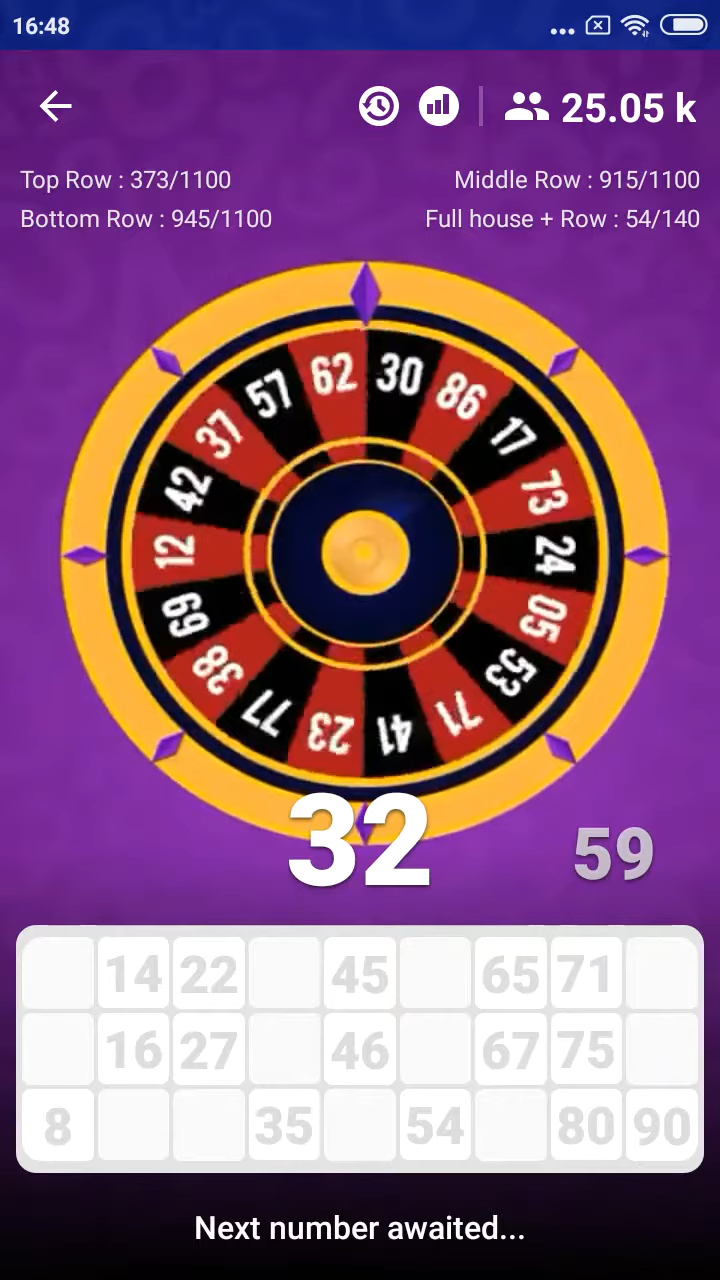 16:48
25.05 k
Top Row : 373/1100
Middle Row : 915/1100
Bottom Row : 945/1100
Full house + Row : 54/140
62 30 86 17 73 24 05 53 71 41 23 77 38 69 12 42 37 57
32
59
14 22 45 65 71
16 27 46 67 75
8 35 54 80 90
Next number awaited...